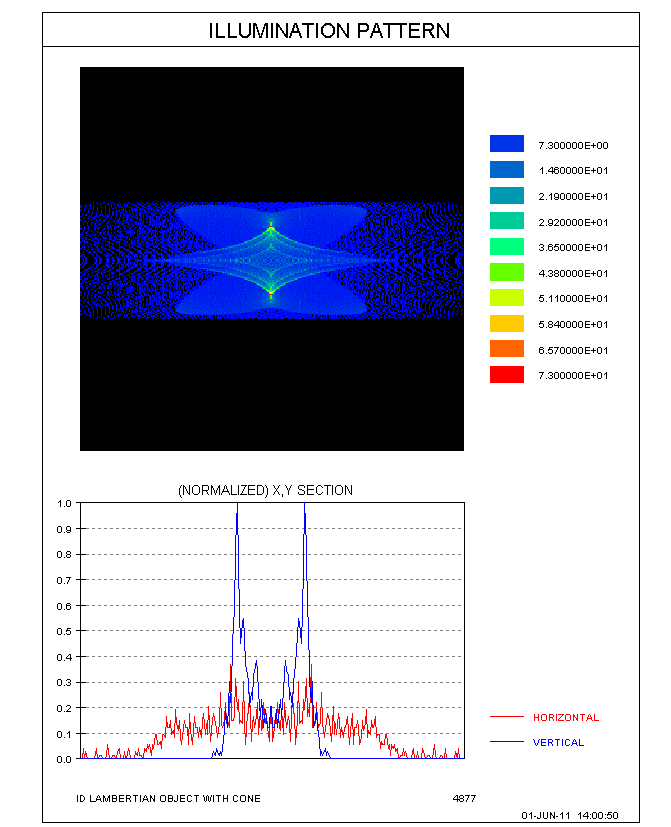 ILLUMINATION PATTERN
7.300000E+00
1.460000E+01
2.190000E+01
2.920000E+01
3.650000E+01
4.380000E+01
5.110000E+01
5.840000E+01
6.570000E+01
7.300000E+01
(NORMALIZED) X,Y SECTION
1.0
0.9
0.8
0.7
0.6
0.5
0.4
0.3
0.2
0.1
0.0
HORIZONTAL
VERTICAL
ID LAMBERTIAN OBJECT WITH CONE 4877
01-JUN-11 14:00:50